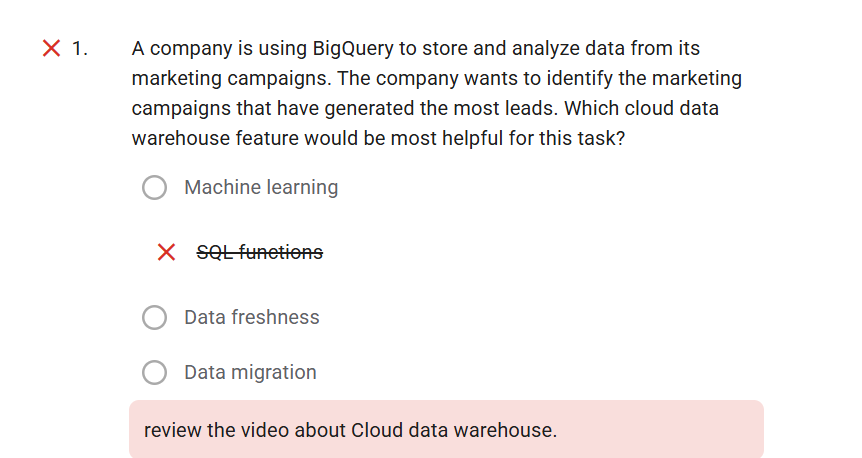 1. A company is using BigQuery to store and analyze data from its
marketing campaigns. The company wants to identify the marketing
campaigns that have generated the most leads. Which cloud data
warehouse feature would be most helpful for this task?
Machine learning
SQL functions
Data freshness
Data migration
review the video about Cloud data warehouse.